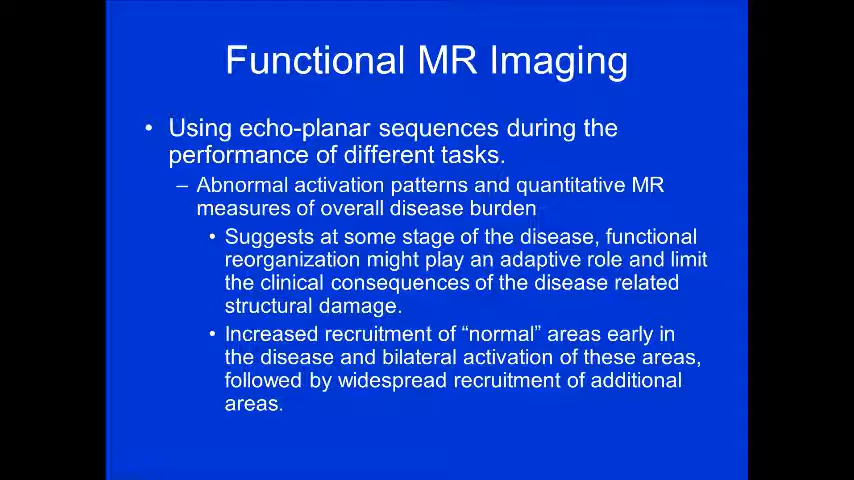 Functional MR Imaging
• Using echo-planar sequences during the
performance of different tasks.
– Abnormal activation patterns and quantitative MR
measures of overall disease burden
• Suggests at some stage of the disease, functional
reorganization might play an adaptive role and limit
the clinical consequences of the disease related
structural damage.
• Increased recruitment of “normal” areas early in
the disease and bilateral activation of these areas,
followed by widespread recruitment of additional
areas.